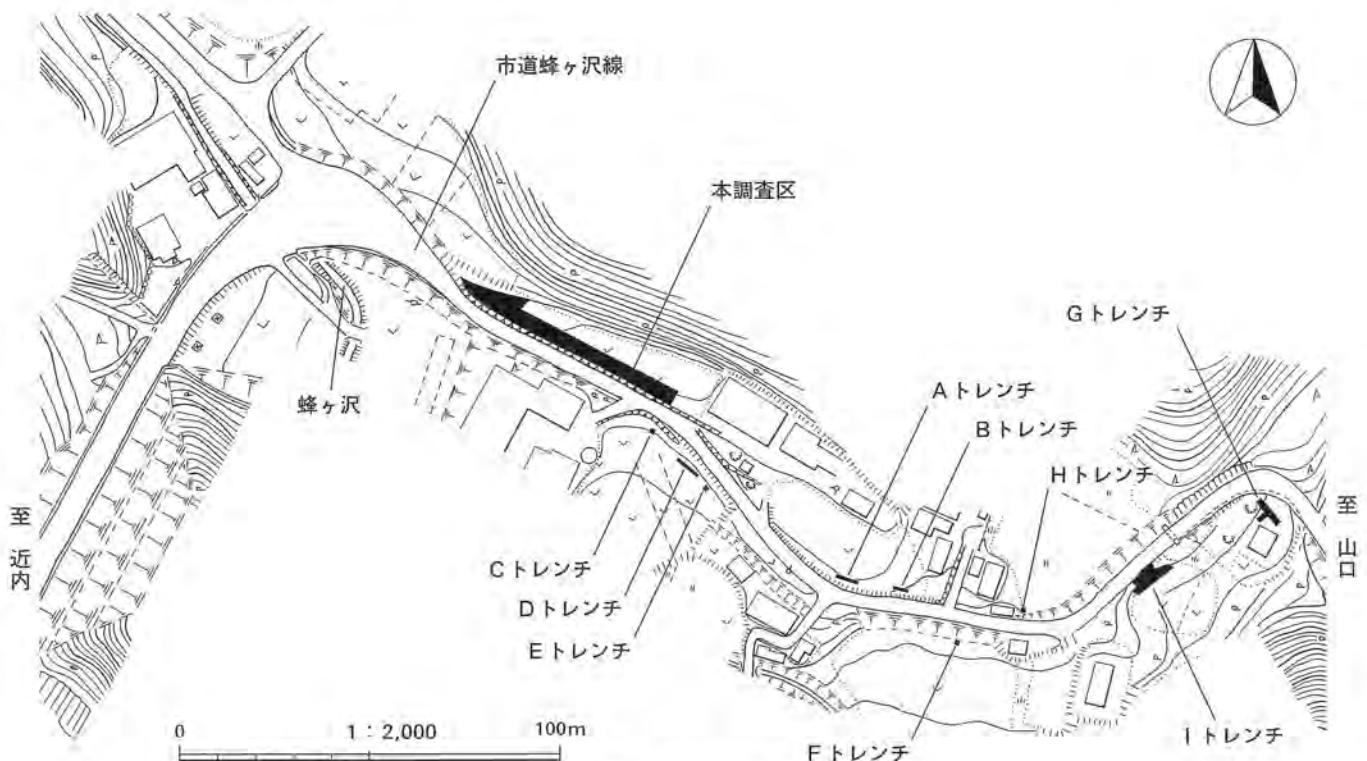 市道蜂ヶ沢線
本調査区
Gトレンチ
Aトレンチ
Bトレンチ
Hトレンチ
蜂ヶ沢
至 近内
至 山口
Cトレンチ
Dトレンチ
Eトレンチ
Fトレンチ
Iトレンチ
0 1:2,000 100m